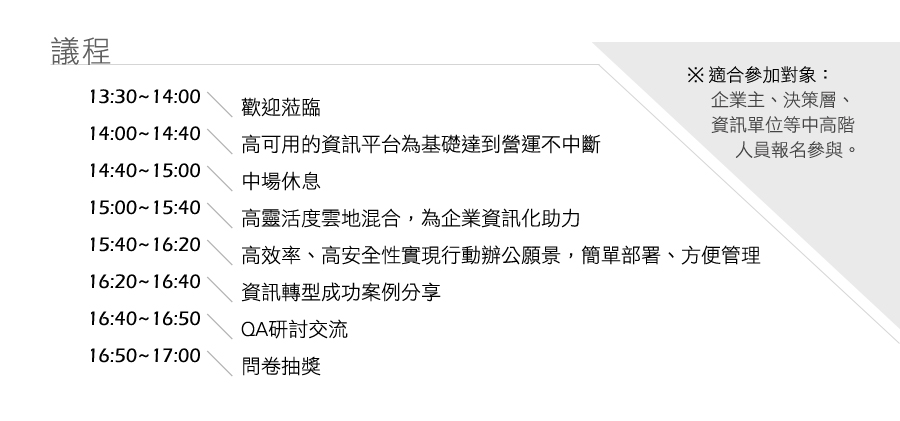 議程
※ 適合參加對象：
企業主、決策層、
資訊單位等中高階
人員報名參與。
13:30~14:00 歡迎蒞臨
14:00~14:40 高可用的資訊平台為基礎達到營運不中斷
14:40~15:00 中場休息
15:00~15:40 高靈活度雲地混合，為企業資訊化助力
15:40~16:20 高效率、高安全性實現行動辦公願景，簡單部署、方便管理
16:20~16:40 資訊轉型成功案例分享
16:40~16:50 QA研討交流
16:50~17:00 問卷抽獎